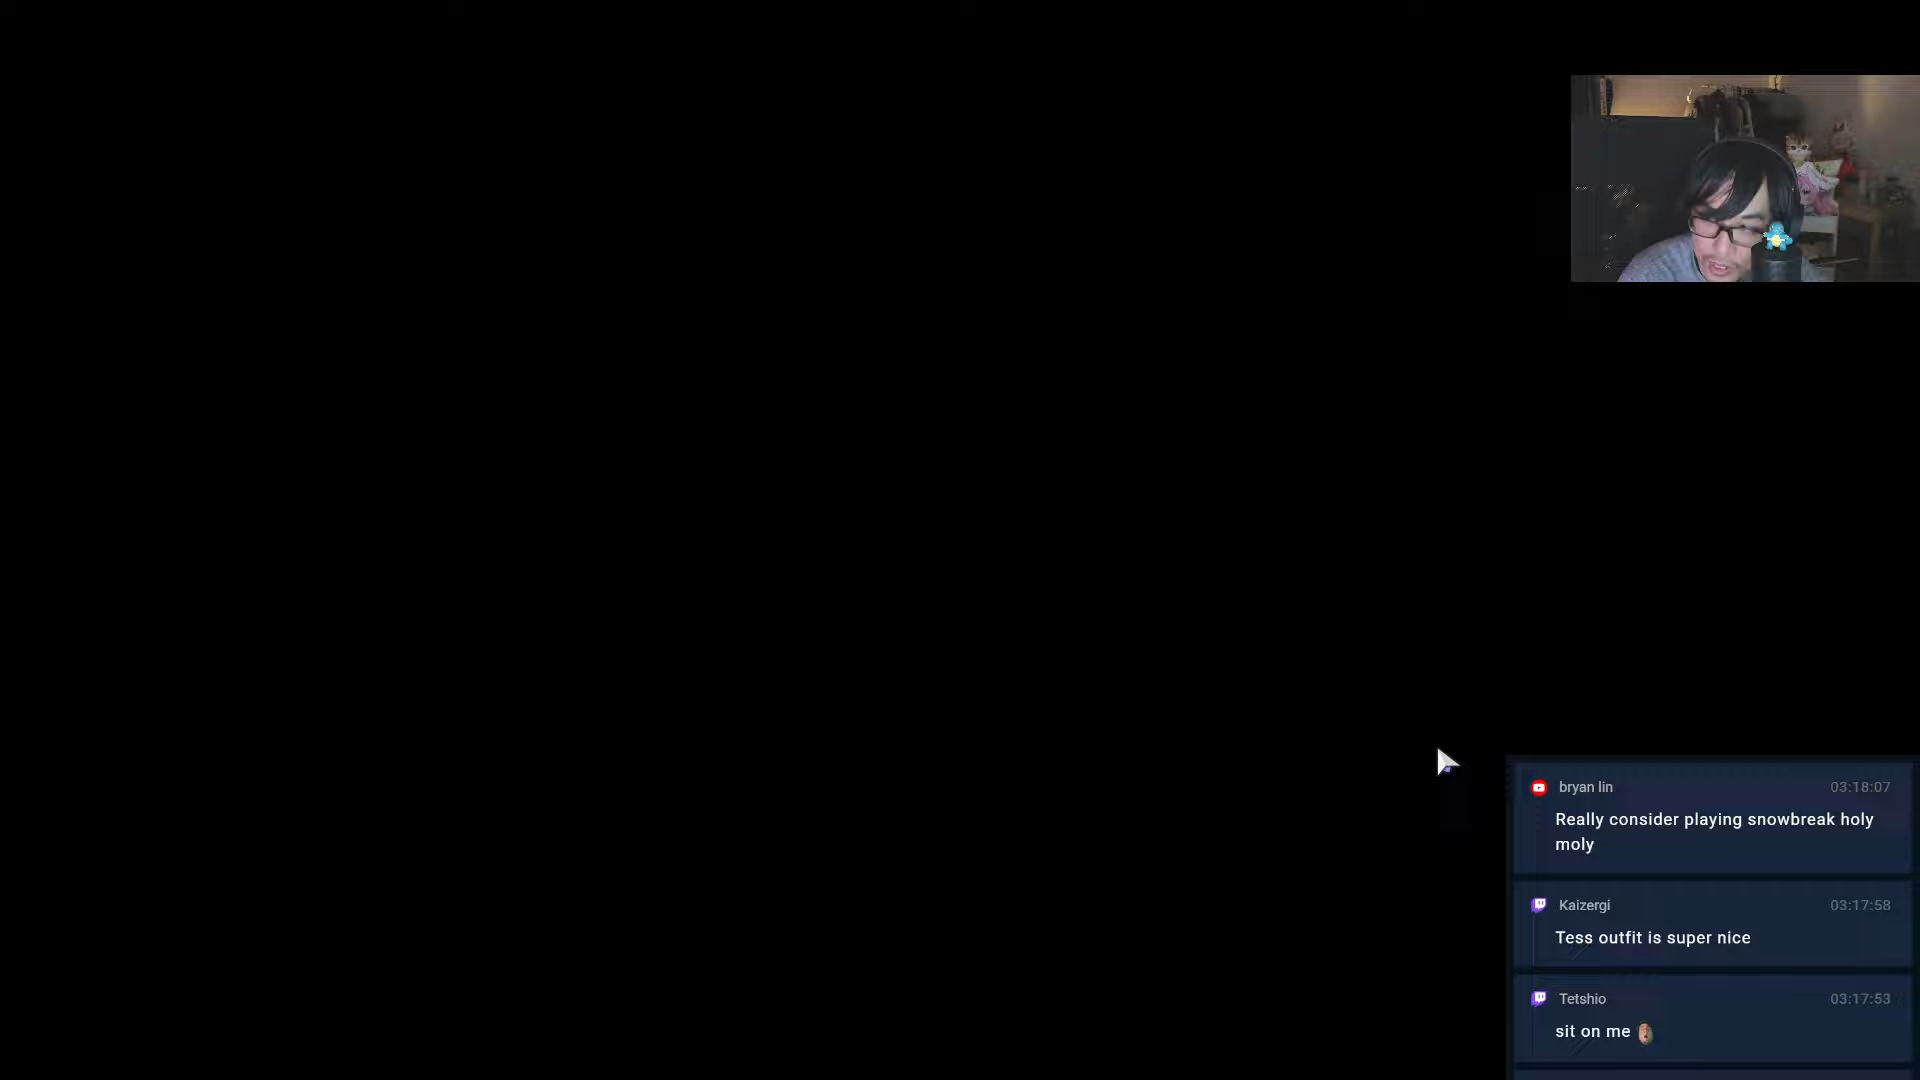 bryan lin 03:18:07
Really consider playing snowbreak holy
moly
Kaizergi 03:17:58
Tess outfit is super nice
Tetshio 03:17:53
sit on me